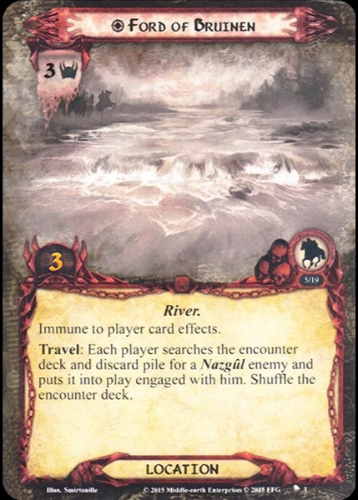 FORD OF BRUINEN
3
3
5/19
River.
Immune to player card effects.
Travel: Each player searches the encounter
deck and discard pile for a Nazgûl enemy and
puts it into play engaged with him. Shuffle the
encounter deck.
LOCATION
Illus. Smirtouille
© 2015 Middle-earth Enterprises © 2015 FFG